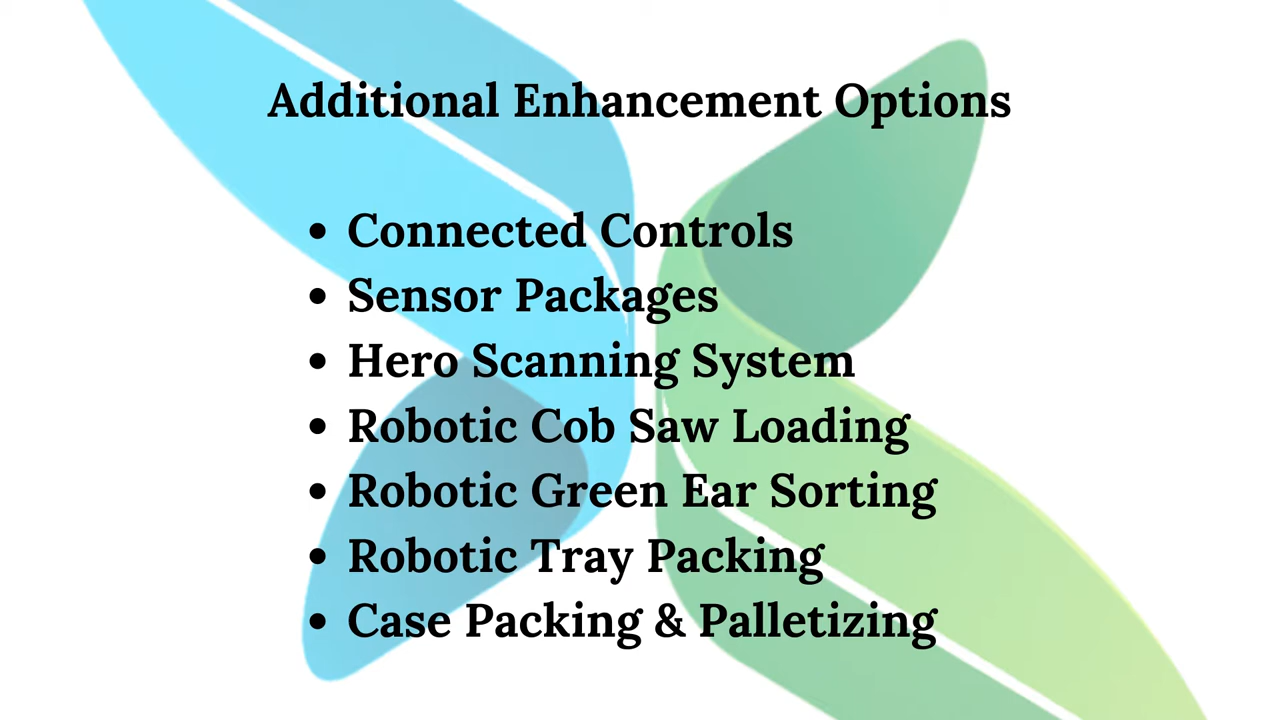 Additional Enhancement Options
• Connected Controls
• Sensor Packages
• Hero Scanning System
• Robotic Cob Saw Loading
• Robotic Green Ear Sorting
• Robotic Tray Packing
• Case Packing & Palletizing